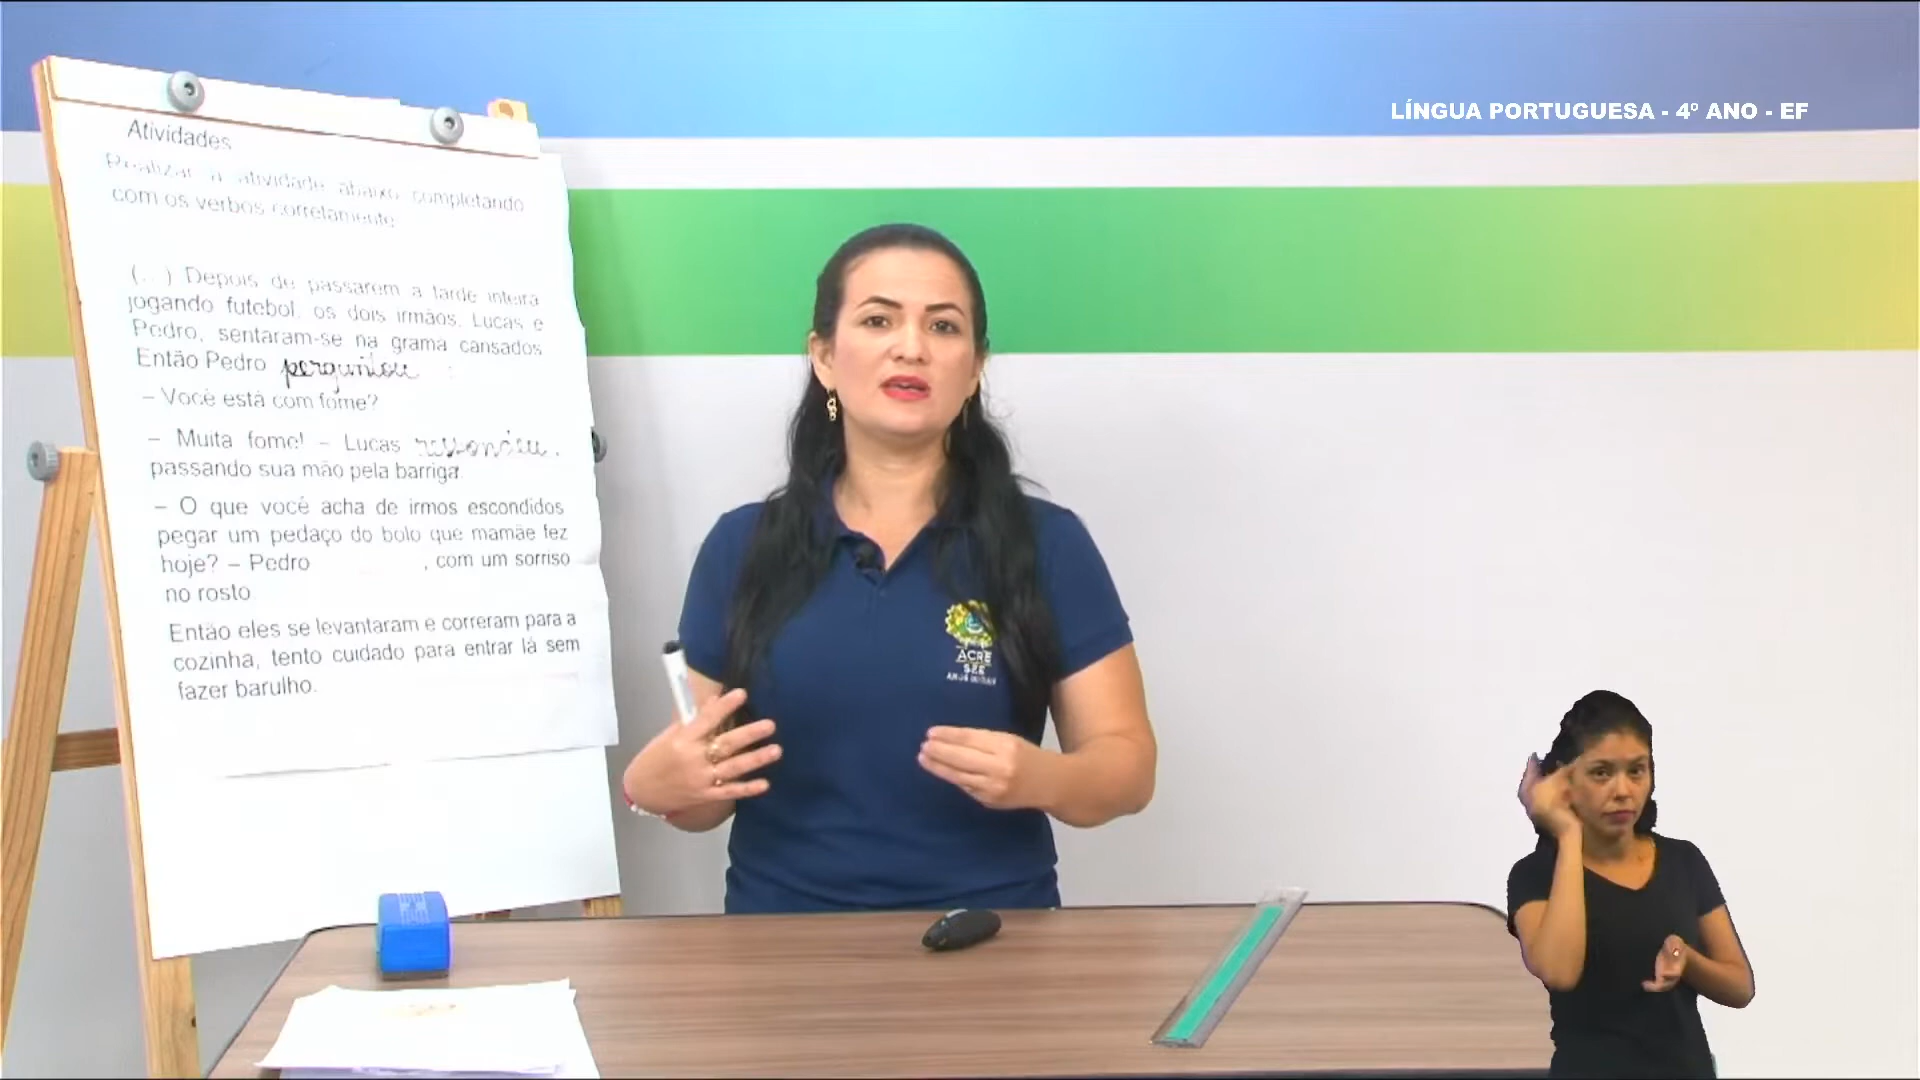 LÍNGUA PORTUGUESA - 4º ANO - EF
Atividades
Realizar a atividade abaixo completando
com os verbos corretamente
(...) Depois de passarem a tarde inteira
jogando futebol, os dois irmãos, Lucas e
Pedro, sentaram-se na grama cansados
Então Pedro perguntou :
– Você está com fome?
– Muita fome! – Lucas respondeu ,
passando sua mão pela barriga.
– O que você acha de irmos escondidos
pegar um pedaço do bolo que mamãe fez
hoje? – Pedro , com um sorriso
no rosto
Então eles se levantaram e correram para a
cozinha, tento cuidado para entrar lá sem
fazer barulho.
ACRE
SEE